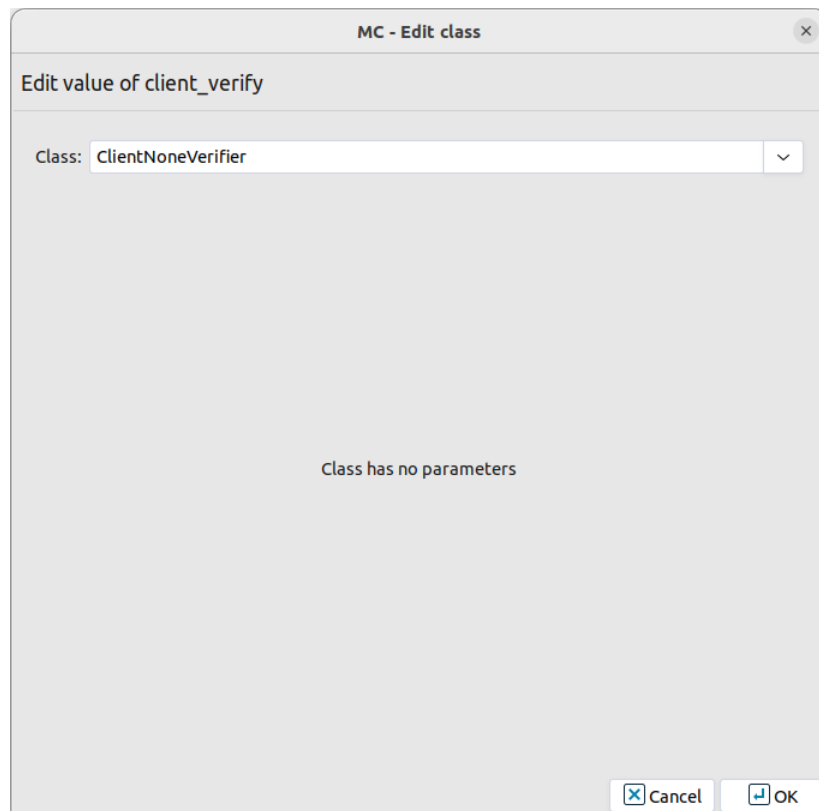 MC - Edit class
Edit value of client_verify
Class: ClientNoneVerifier
Class has no parameters
Cancel OK